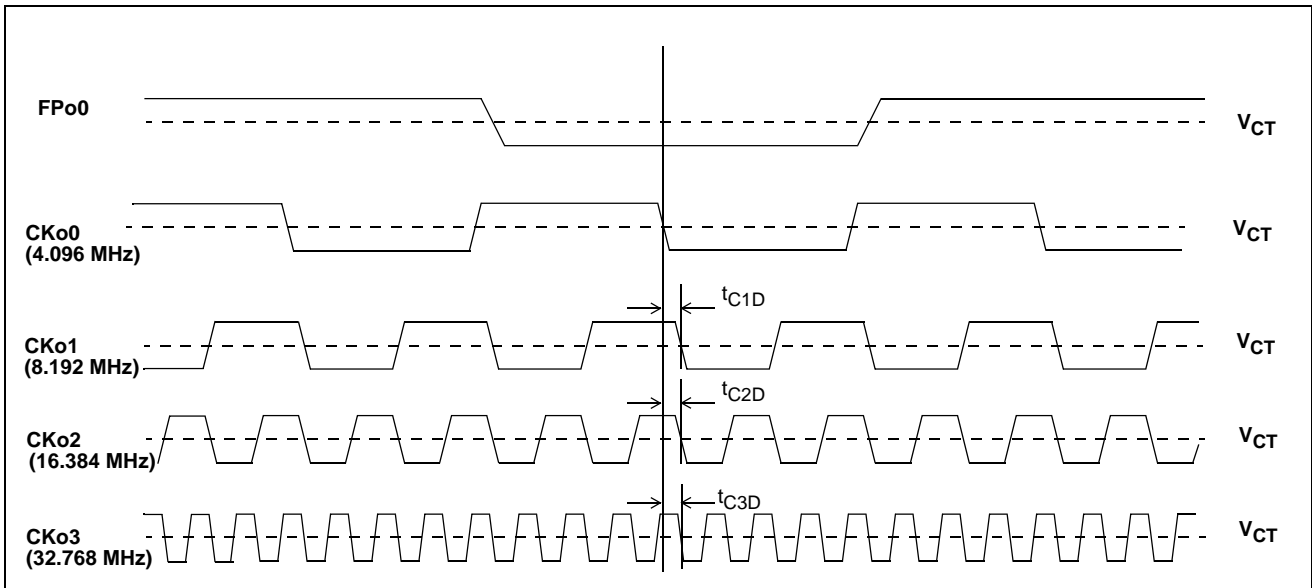 FPo0
V_CT
CKo0
(4.096 MHz)
V_CT
t_C1D
CKo1
(8.192 MHz)
V_CT
t_C2D
CKo2
(16.384 MHz)
V_CT
t_C3D
CKo3
(32.768 MHz)
V_CT